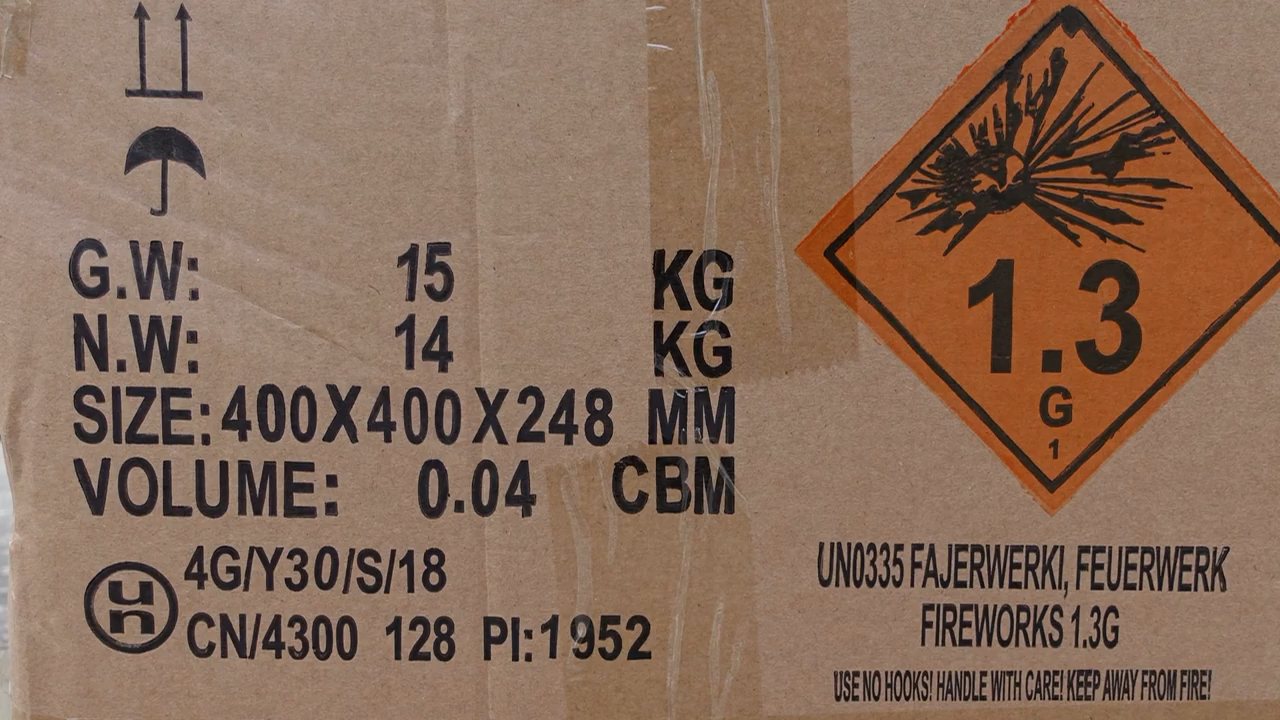 G.W: 15 KG
N.W: 14 KG
SIZE: 400X400X248 MM
VOLUME: 0.04 CBM
un 4G/Y30/S/18
CN/4300 128 PI:1952
1.3
G
1
UN0335 FAJERWERKI, FEUERWERK
FIREWORKS 1.3G
USE NO HOOKS! HANDLE WITH CARE! KEEP AWAY FROM FIRE!